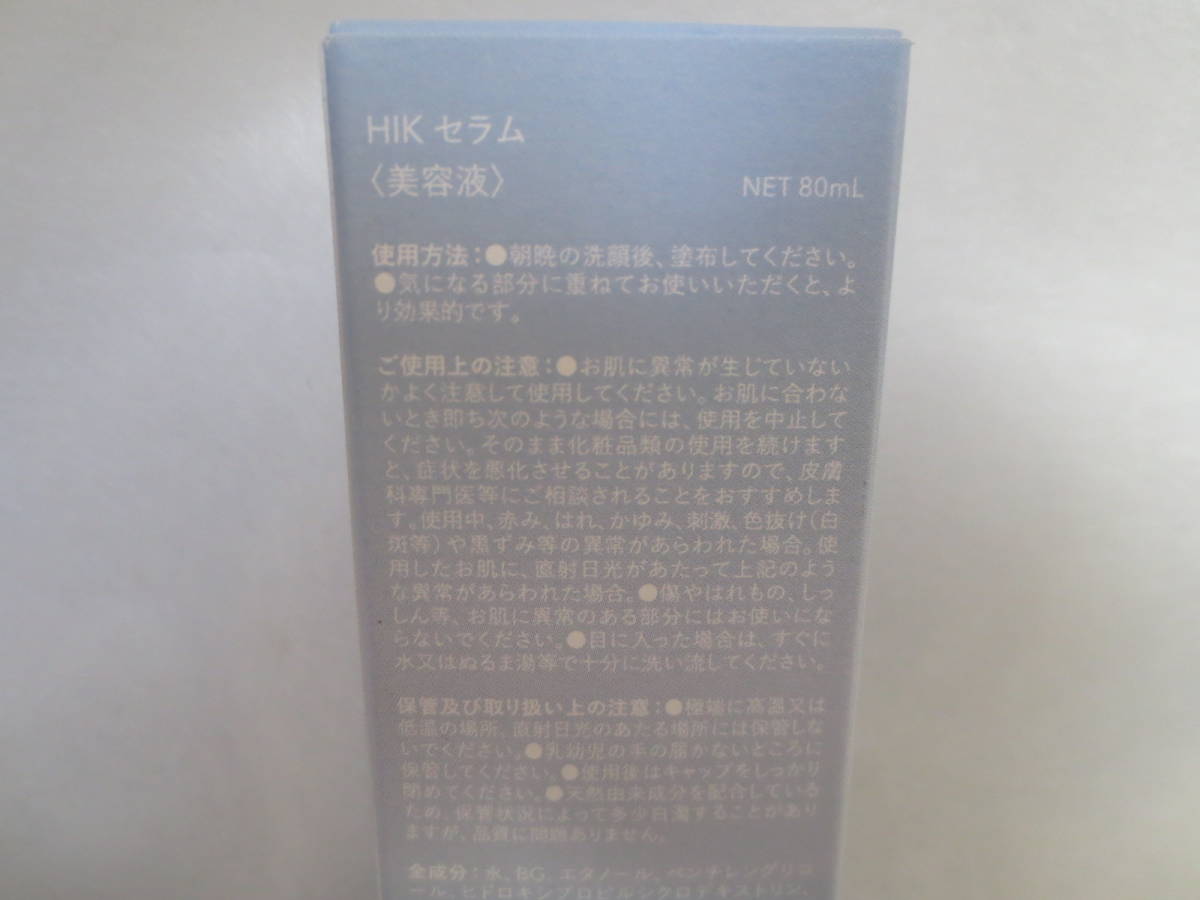 HIK セラム
〈美容液〉
NET 80mL
使用方法：●朝晩の洗顔後、塗布してください。
●気になる部分に重ねてお使いいただくと、よ
り効果的です。
ご使用上の注意：●お肌に異常が生じていない
かよく注意して使用してください。お肌に合わな
いとき即ち次のような場合には、使用を中止して
ください。そのまま化粧品類の使用を続けます
と、症状を悪化させることがありますので、皮膚
科専門医等にご相談されることをおすすめしま
す。使用中、赤み、はれ、かゆみ、刺激、色抜け（白
斑等）や黒ずみ等の異常があらわれた場合。使
用したお肌に、直射日光があたって上記のよう
な異常があらわれた場合。●傷やはれもの、しっ
しん等、お肌に異常のある部分にはお使いにな
らないでください。●目に入った場合は、すぐに
水又はぬるま湯等で十分に洗い流してください。
保管及び取り扱い上の注意：●極端に高温又は
低温の場所、直射日光のあたる場所には保管しな
いでください。●乳幼児の手の届かないところに
保管してください。●使用後はキャップをしっかり
閉めてください。●天然由来成分を配合している
ため、保管状況によって多少白濁することがあり
ますが、品質に問題ありません。
全成分：水、BG、エタノール、ペンチレングリコ
ール、ヒドロキシプロピルシクロデキストリン、